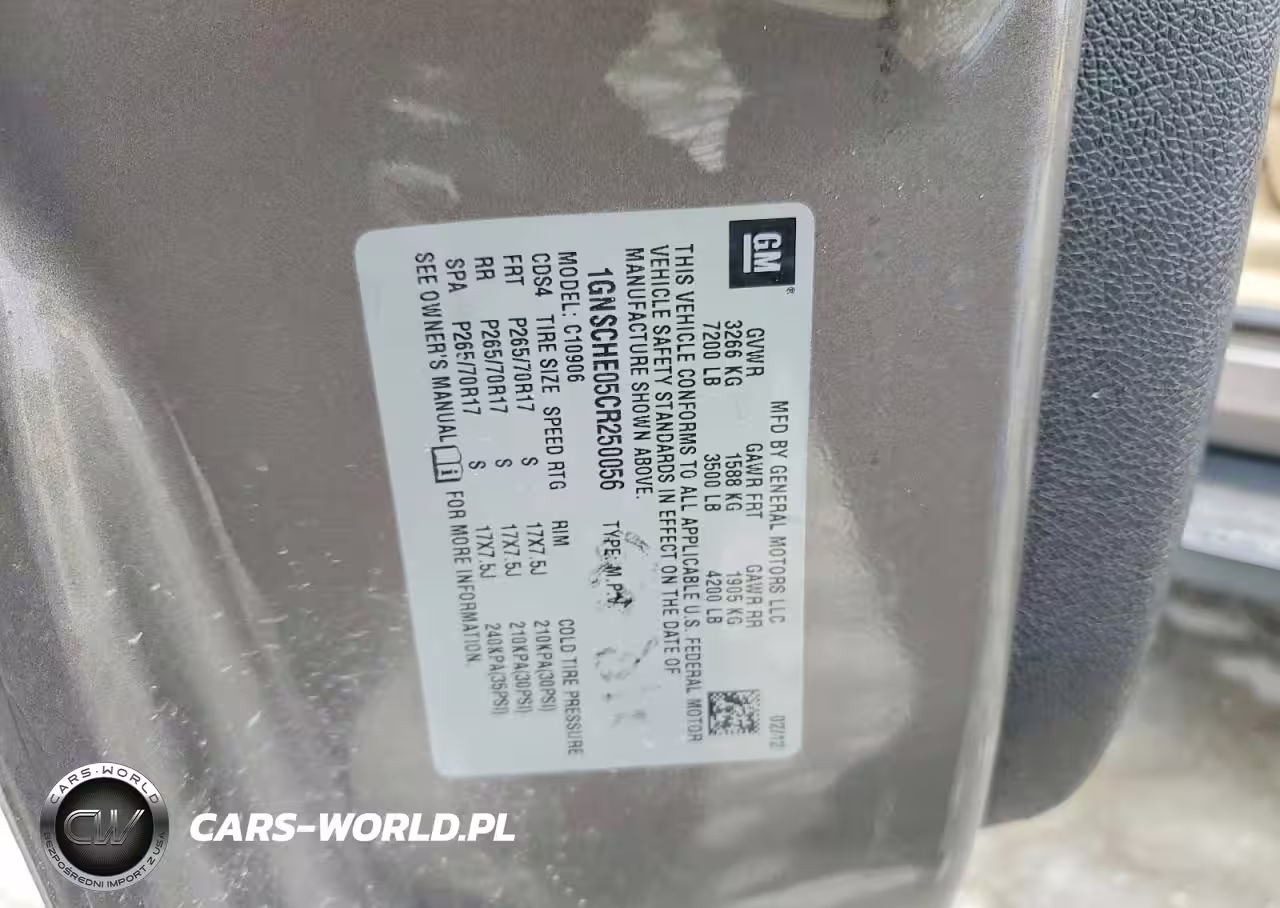 GM
®
MFD BY GENERAL MOTORS LLC 02/12
GVWR GAWR FRT GAWR RR
3266 KG 1588 KG 1905 KG
7200 LB 3500 LB 4200 LB
THIS VEHICLE CONFORMS TO ALL APPLICABLE U.S. FEDERAL MOTOR
VEHICLE SAFETY STANDARDS IN EFFECT ON THE DATE OF
MANUFACTURE SHOWN ABOVE.
1GNSCHE05CR250056 TYPE: M.P.V.
MODEL: C10906
CDS4 TIRE SIZE SPEED RTG RIM COLD TIRE PRESSURE
FRT P265/70R17 S 17X7.5J 210KPA(30PSI)
RR P265/70R17 S 17X7.5J 210KPA(30PSI)
SPA P265/70R17 S 17X7.5J 240KPA(35PSI)
SEE OWNER'S MANUAL i FOR MORE INFORMATION.
CARS-WORLD
CW
BEZPOŚREDNI IMPORT Z USA
CARS-WORLD.PL